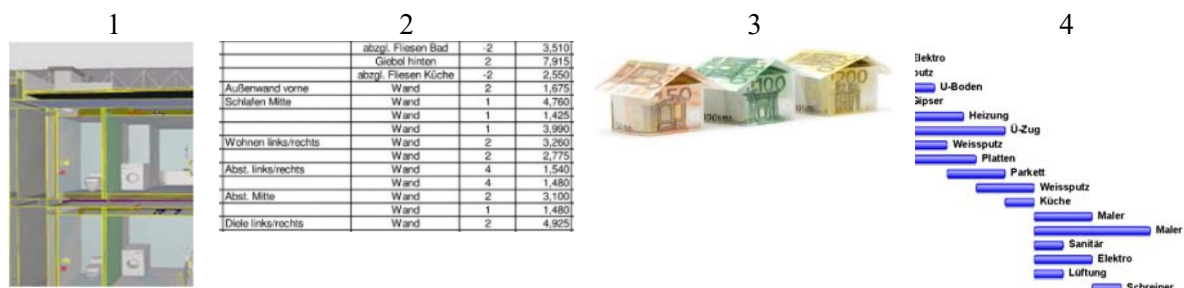 1 2 3 4
abzgl. Fliesen Bad -2 3,510
Giebel hinten 2 7,915
abzgl. Fliesen Küche -2 2,550
Außenwand vorne Wand 2 1,675
Schlafen Mitte Wand 1 4,760
Wand 1 1,425
Wand 1 3,990
Wohnen links/rechts Wand 2 3,260
Wand 2 2,775
Abst. links/rechts Wand 4 1,540
Wand 4 1,480
Abst. Mitte Wand 2 3,100
Wand 1 1,480
Diele links/rechts Wand 2 4,925
50
100
200
Elektro
putz
U-Boden
Gipser
Heizung
Ü-Zug
Weissputz
Platten
Parkett
Weissputz
Küche
Maler
Maler
Sanitär
Elektro
Lüftung
Schreiner